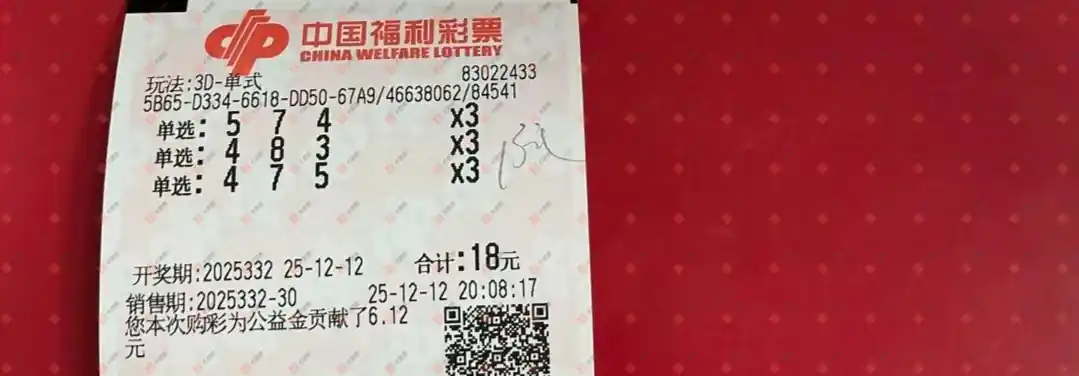 中国福利彩票
CHINA WELFARE LOTTERY
玩法:3D-单式 83022433
5B65-D334-6618-DD50-67A9/46638062/84541
单选: 5 7 4 x3
单选: 4 8 3 x3
单选: 4 7 5 x3
开奖期:2025332 25-12-12 合计:18元
销售期:2025332-30 25-12-12 20:08:17
您本次购彩为公益金贡献了6.12
元